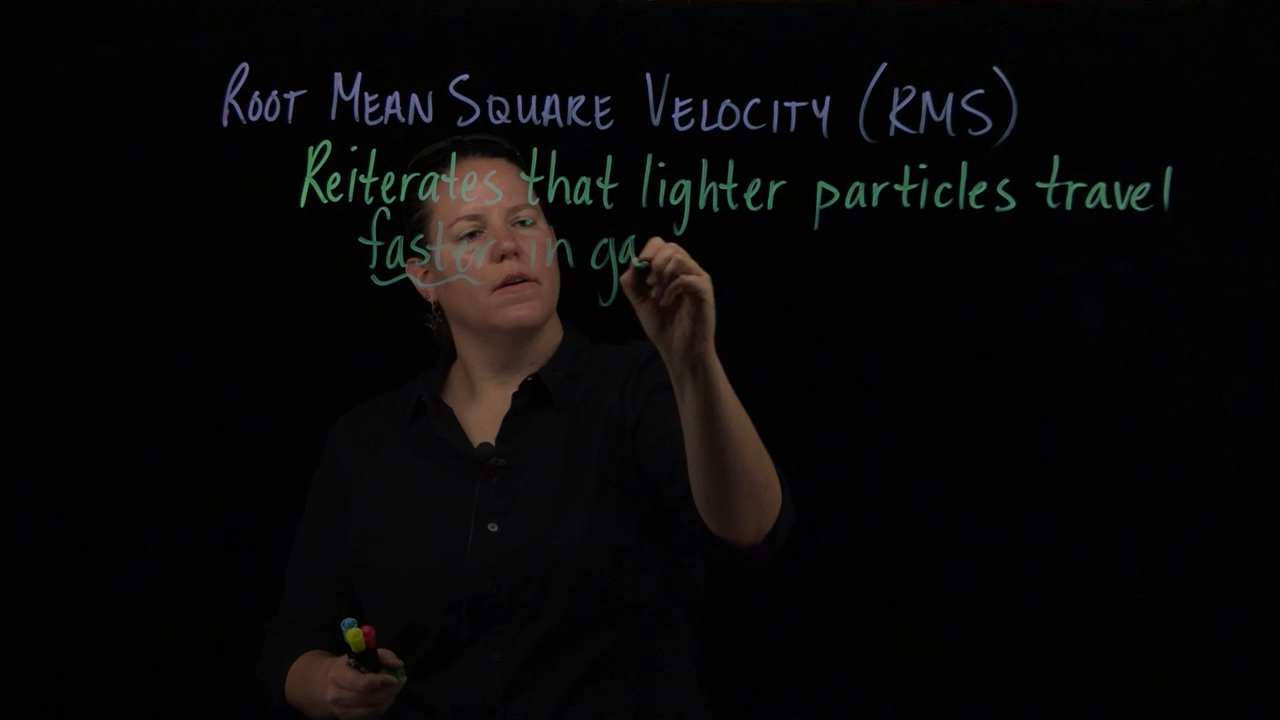 ROOT MEAN SQUARE VELOCITY (RMS)
Reiterates that lighter particles travel
faster in ga